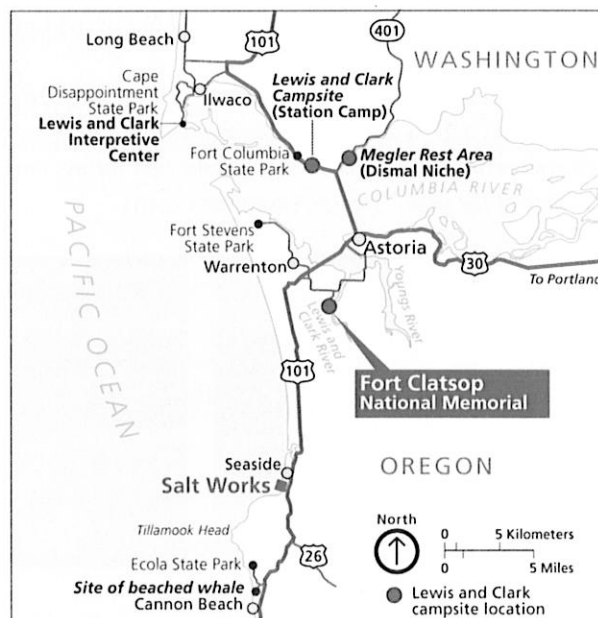 Long Beach
101
401
WASHINGTON
Cape
Disappointment
State Park
Ilwaco
Lewis and Clark
Interpretive
Center
Lewis and Clark
Campsite
(Station Camp)
Fort Columbia
State Park
Megler Rest Area
(Dismal Niche)
COLUMBIA RIVER
PACIFIC OCEAN
Fort Stevens
State Park
Astoria
Warrenton
30
To Portland
Youngs River
Lewis and
Clark River
101
Fort Clatsop
National Memorial
Seaside
Salt Works
OREGON
Tillamook Head
26
Ecola State Park
Site of beached whale
Cannon Beach
North
0 5 Kilometers
0 5 Miles
Lewis and Clark
campsite location